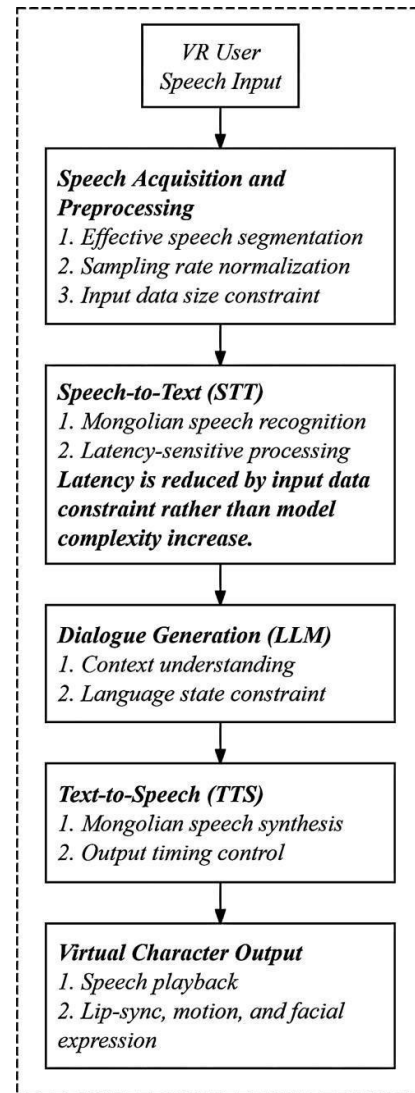 VR User
Speech Input
Speech Acquisition and
Preprocessing
1. Effective speech segmentation
2. Sampling rate normalization
3. Input data size constraint
Speech-to-Text (STT)
1. Mongolian speech recognition
2. Latency-sensitive processing
Latency is reduced by input data
constraint rather than model
complexity increase.
Dialogue Generation (LLM)
1. Context understanding
2. Language state constraint
Text-to-Speech (TTS)
1. Mongolian speech synthesis
2. Output timing control
Virtual Character Output
1. Speech playback
2. Lip-sync, motion, and facial
expression